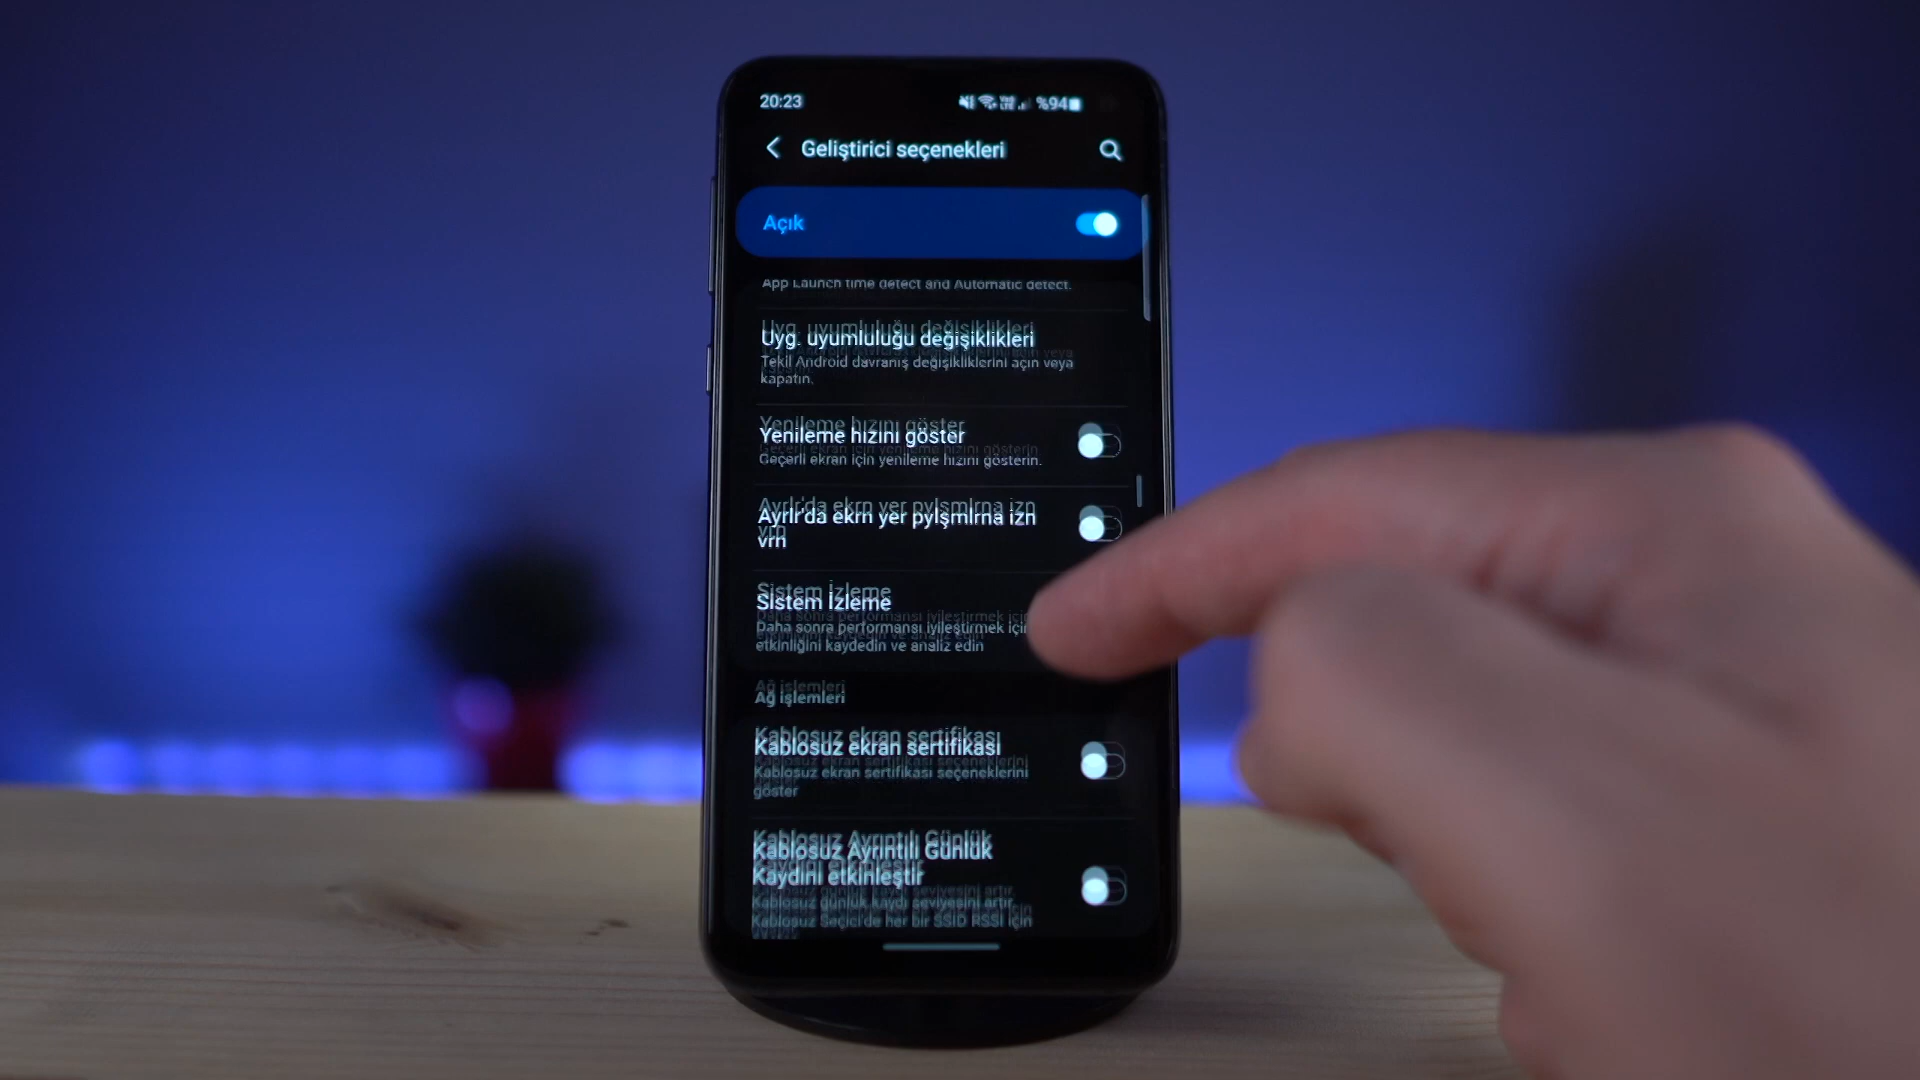 20:23
%94
Geliştirici seçenekleri
Açık
App Launch time detect and Automatic detect.
Uyg. uyumluluğu değişiklikleri
Tekil Android davranış değişikliklerini açın veya
kapatın.
Yenileme hızını göster
Geçerli ekran için yenileme hızını gösterin.
Ayrlr'da ekrn yer pylşmlrna izn
vrn
Sistem İzleme
Daha sonra performansı iyileştirmek için
etkinliğini kaydedin ve analiz edin
Ağ işlemleri
Kablosuz ekran sertifikası
Kablosuz ekran sertifikası seçeneklerini
göster
Kablosuz Ayrıntılı Günlük
Kaydını etkinleştir
Kablosuz günlük kaydı seviyesini artır,
Kablosuz Seçici'de her bir SSID RSSI için